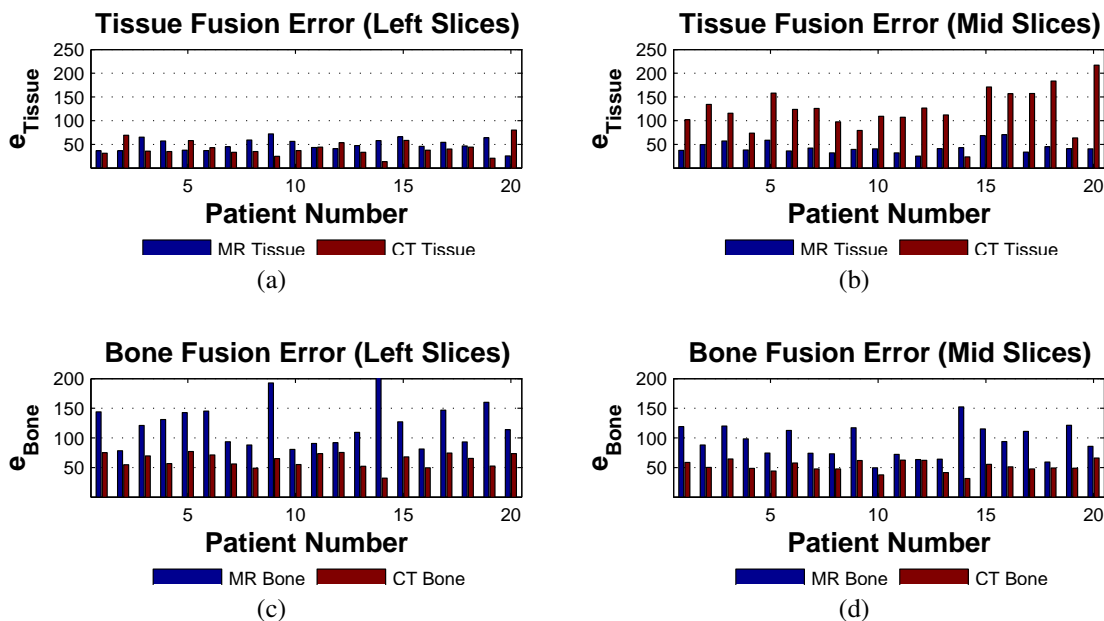 Tissue Fusion Error (Left Slices)
250
200
150
100
50
e_Tissue
5 10 15 20
Patient Number
MR Tissue CT Tissue
(a)
Tissue Fusion Error (Mid Slices)
250
200
150
100
50
e_Tissue
5 10 15 20
Patient Number
MR Tissue CT Tissue
(b)
Bone Fusion Error (Left Slices)
200
150
100
50
e_Bone
5 10 15 20
Patient Number
MR Bone CT Bone
(c)
Bone Fusion Error (Mid Slices)
200
150
100
50
e_Bone
5 10 15 20
Patient Number
MR Bone CT Bone
(d)